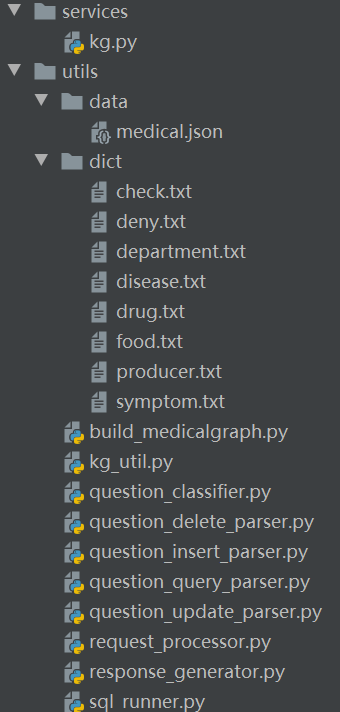 services
kg.py
utils
data
medical.json
dict
check.txt
deny.txt
department.txt
disease.txt
drug.txt
food.txt
producer.txt
symptom.txt
build_medicalgraph.py
kg_util.py
question_classifier.py
question_delete_parser.py
question_insert_parser.py
question_query_parser.py
question_update_parser.py
request_processor.py
response_generator.py
sql_runner.py